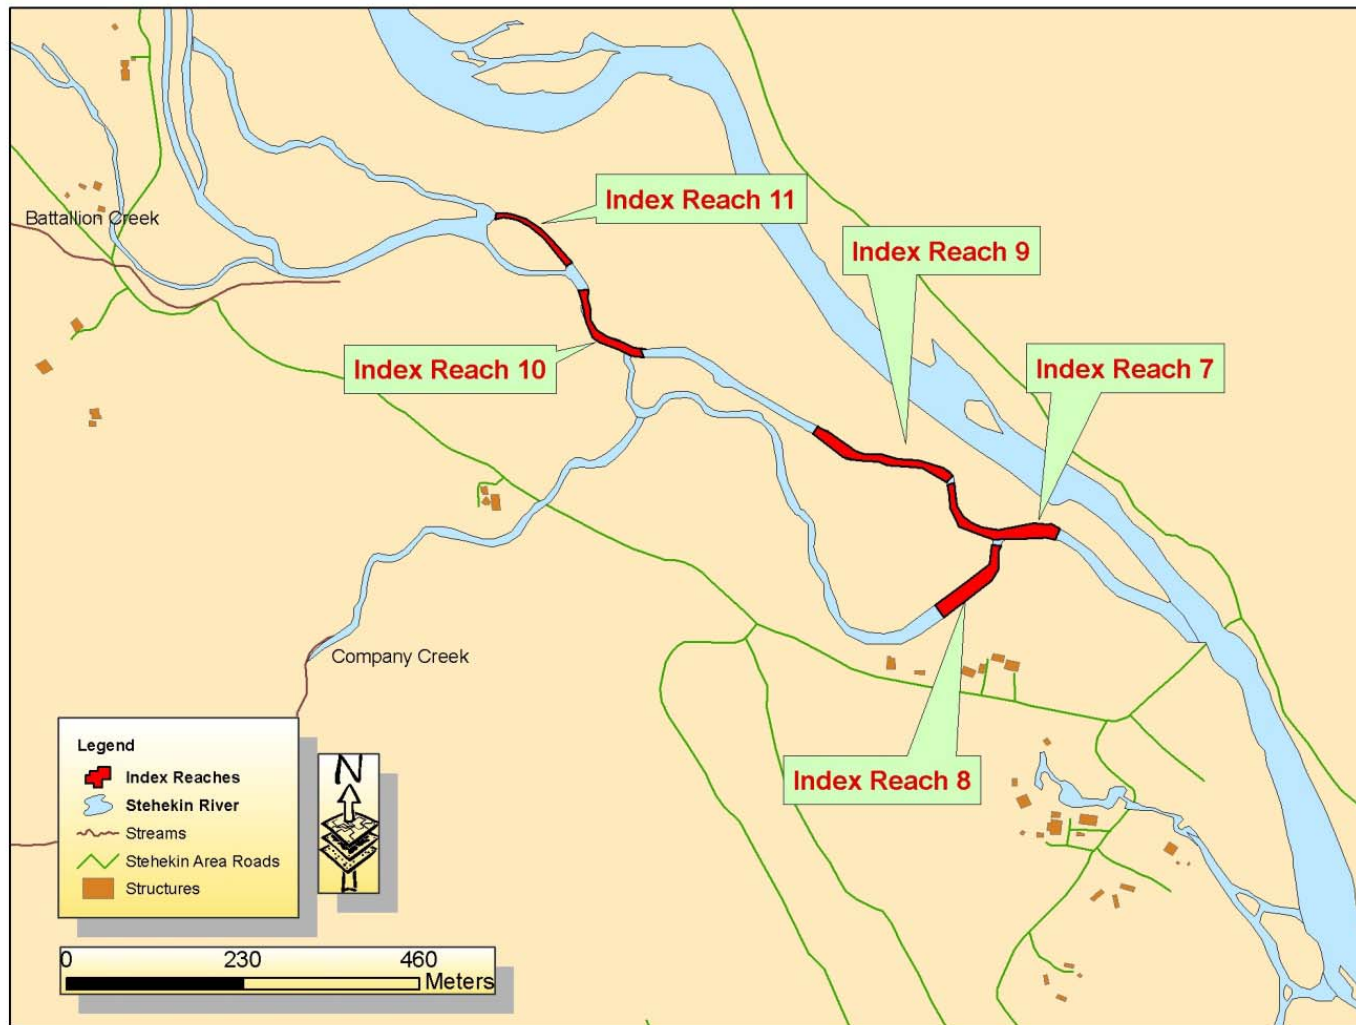 Index Reach 11
Battallion Creek
Index Reach 9
Index Reach 10
Index Reach 7
Company Creek
Index Reach 8
Legend
Index Reaches
Stehekin River
Streams
Stehekin Area Roads
Structures
N
0 230 460
Meters